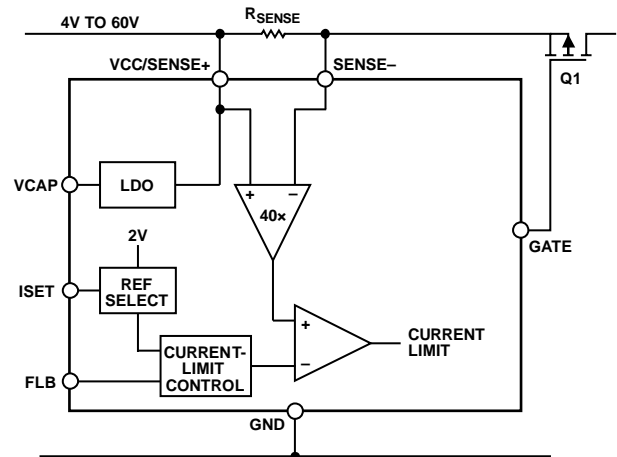 4V TO 60V
RSENSE
VCC/SENSE+
SENSE–
Q1
VCAP
LDO
+
–
40×
2V
GATE
ISET
REF
SELECT
+
–
CURRENT
LIMIT
CURRENT-
LIMIT
CONTROL
FLB
GND